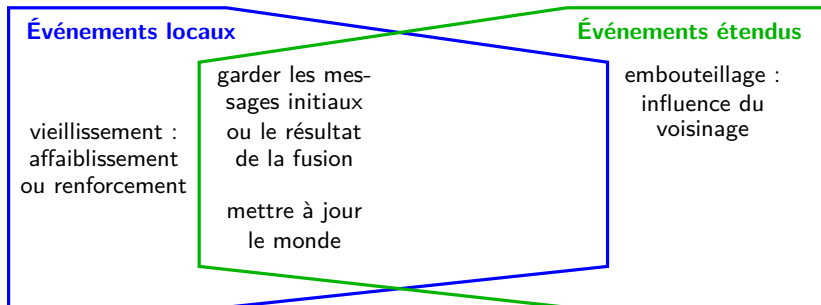 Événements locaux
Événements étendus
vieillissement :
affaiblissement
ou renforcement
garder les mes-
sages initiaux
ou le résultat
de la fusion
mettre à jour
le monde
embouteillage :
influence du
voisinage